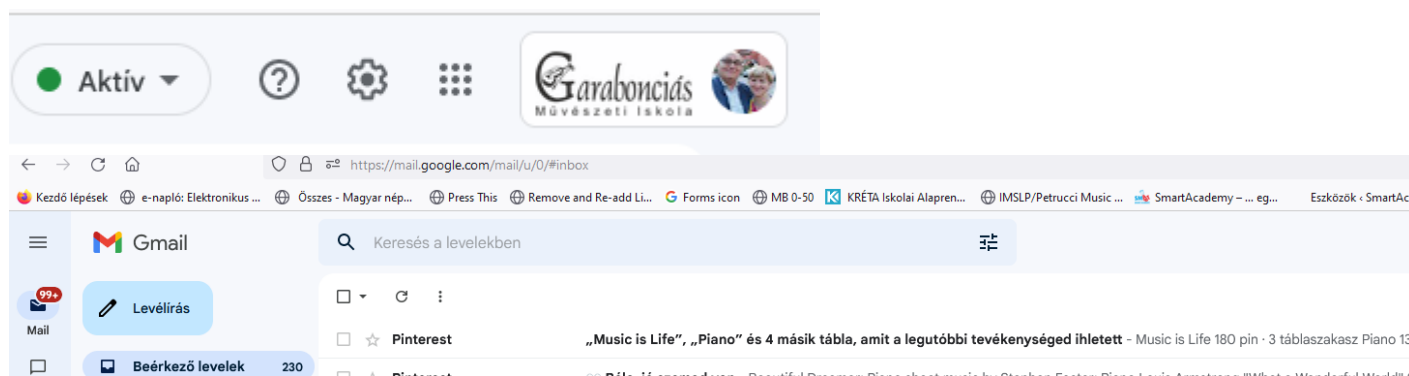 Aktív
Garabonciás
Művészeti Iskola
https://mail.google.com/mail/u/0/#inbox
Kezdő lépések e-napló: Elektronikus ... Össszes - Magyar nép... Press This Remove and Re-add Li... Forms icon MB 0-50 KRÉTA Iskolai Alapren... IMSLP/Petrucci Music ... SmartAcademy – ... eg... Eszközök ‹ SmartAc
Gmail
Keresés a levelekben
99+
Levélírás
Mail
Pinterest „Music is Life”, „Piano” és 4 másik tábla, amit a legutóbbi tevékenységed ihletett - Music is Life 180 pin · 3 táblaszakasz Piano 13
Beérkező levelek 230